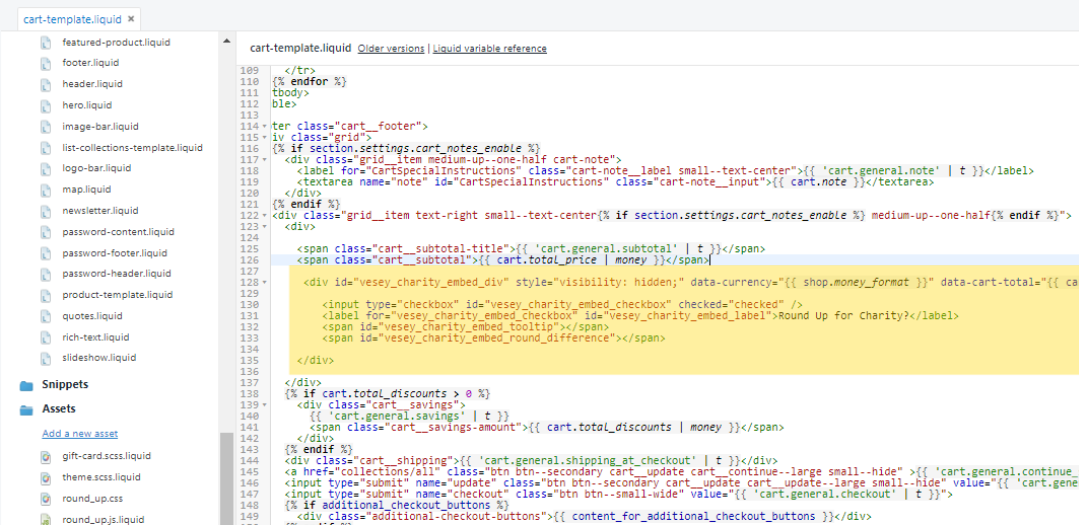 cart-template.liquid ×
featured-product.liquid
footer.liquid
header.liquid
hero.liquid
image-bar.liquid
list-collections-template.liquid
logo-bar.liquid
map.liquid
newsletter.liquid
password-content.liquid
password-footer.liquid
password-header.liquid
product-template.liquid
quotes.liquid
rich-text.liquid
slideshow.liquid
Snippets
Assets
Add a new asset
gift-card.scss.liquid
theme.scss.liquid
round_up.css
round_up.js.liquid
cart-template.liquid Older versions | Liquid variable reference
109 </tr>
110 {% endfor %}
111 tbody>
112 ble>
113
114 ter class="cart__footer">
115 iv class="grid">
116 {% if section.settings.cart_notes_enable %}
117 <div class="grid__item medium-up--one-half cart-note">
118 <label for="CartSpecialInstructions" class="cart-note__label small--text-center">{{ 'cart.general.note' | t }}</label>
119 <textarea name="note" id="CartSpecialInstructions" class="cart-note__input">{{ cart.note }}</textarea>
120 </div>
121 {% endif %}
122 <div class="grid__item text-right small--text-center{% if section.settings.cart_notes_enable %} medium-up--one-half{% endif %}">
123 <div>
124
125 <span class="cart__subtotal-title">{{ 'cart.general.subtotal' | t }}</span>
126 <span class="cart__subtotal">{{ cart.total_price | money }}</span>
127
128 <div id="vesey_charity_embed_div" style="visibility: hidden;" data-currency="{{ shop.money_format }}" data-cart-total="{{ ca
129
130 <input type="checkbox" id="vesey_charity_embed_checkbox" checked="checked" />
131 <label for="vesey_charity_embed_checkbox" id="vesey_charity_embed_label">Round Up for Charity?</label>
132 <span id="vesey_charity_embed_tooltip"></span>
133 <span id="vesey_charity_embed_round_difference"></span>
134
135 </div>
136
137 </div>
138 {% if cart.total_discounts > 0 %}
139 <div class="cart__savings">
140 {{ 'cart.general.savings' | t }}
141 <span class="cart__savings-amount">{{ cart.total_discounts | money }}</span>
142 </div>
143 {% endif %}
144 <div class="cart__shipping">{{ 'cart.general.shipping_at_checkout' | t }}</div>
145 <a href="collections/all" class="btn btn--secondary cart__update cart__continue--large small--hide" >{{ 'cart.general.continue_
146 <input type="submit" name="update" class="btn btn--secondary cart__update cart__update--large small--hide" value="{{ 'cart.gene
147 <input type="submit" name="checkout" class="btn btn--small-wide" value="{{ 'cart.general.checkout' | t }}">
148 {% if additional_checkout_buttons %}
149 <div class="additional-checkout-buttons">{{ content_for_additional_checkout_buttons }}</div>